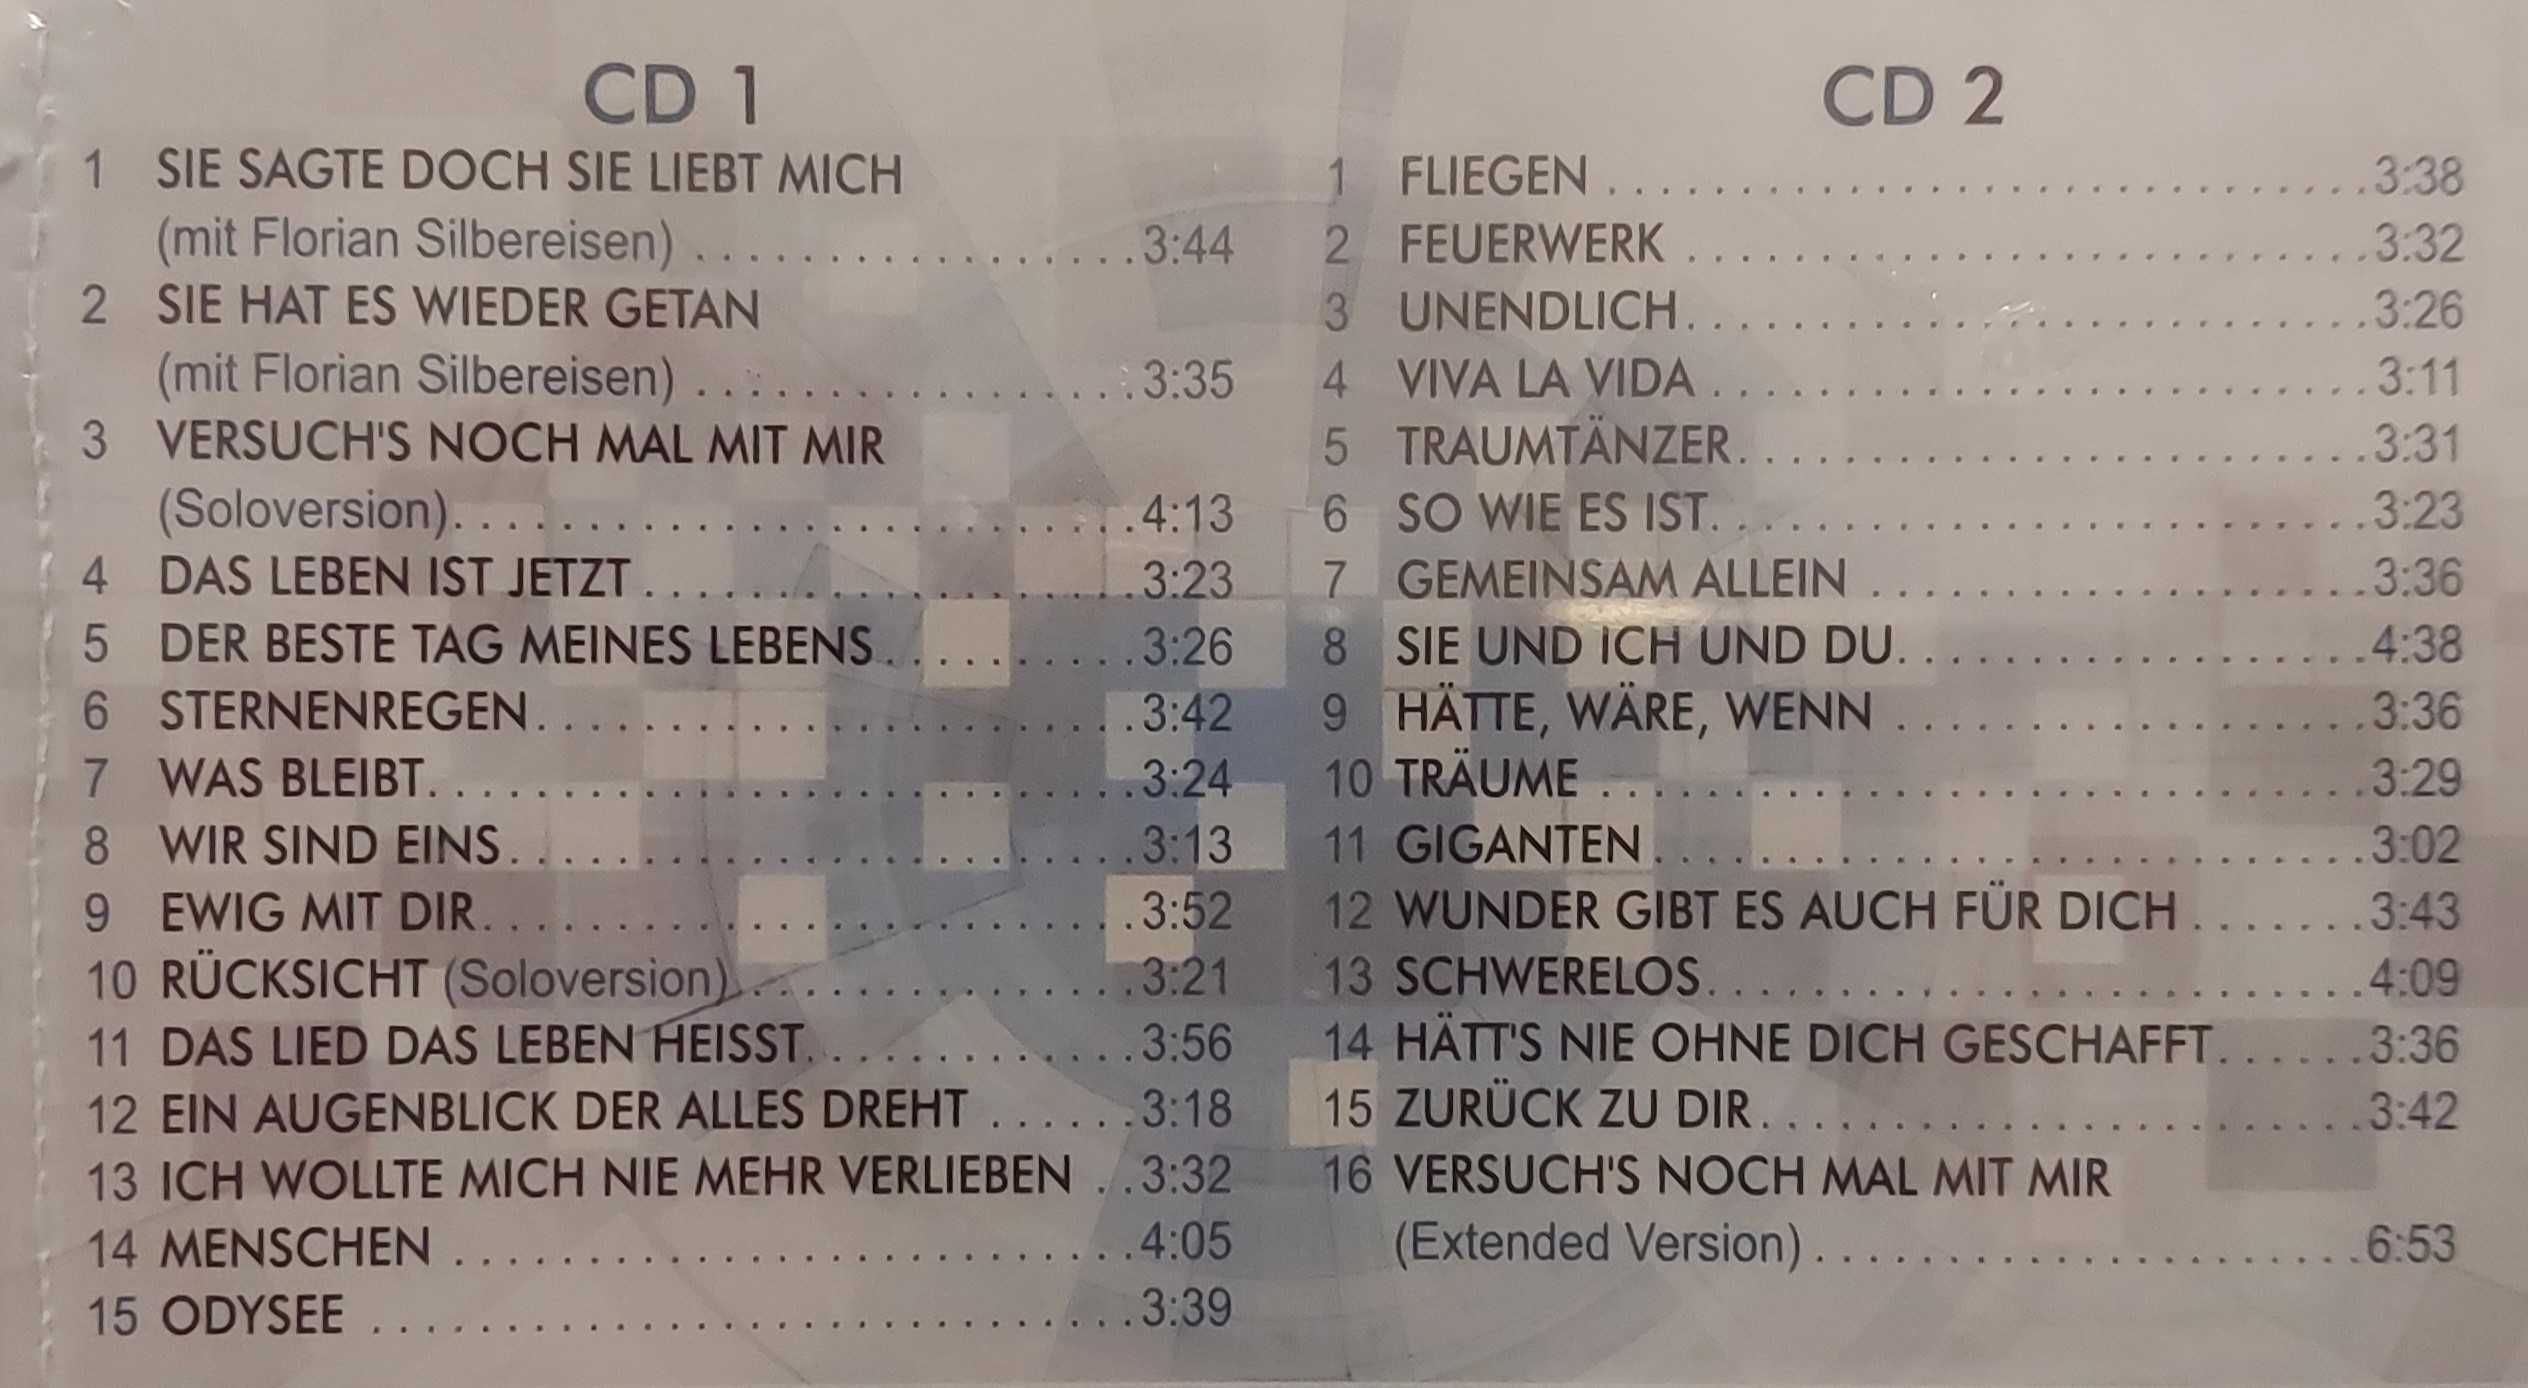 CD 1
1 SIE SAGTE DOCH SIE LIEBT MICH
(mit Florian Silbereisen) . . . . . . . . . . . . . . . . . 3:44
2 SIE HAT ES WIEDER GETAN
(mit Florian Silbereisen) . . . . . . . . . . . . . . . . . 3:35
3 VERSUCH'S NOCH MAL MIT MIR
(Soloversion). . . . . . . . . . . . . . . . . . . . . . . . . . 4:13
4 DAS LEBEN IST JETZT . . . . . . . . . . . . . . . . . . . 3:23
5 DER BESTE TAG MEINES LEBENS. . . . . . . . . . 3:26
6 STERNENREGEN. . . . . . . . . . . . . . . . . . . . . . . 3:42
7 WAS BLEIBT. . . . . . . . . . . . . . . . . . . . . . . . . . . 3:24
8 WIR SIND EINS. . . . . . . . . . . . . . . . . . . . . . . . 3:13
9 EWIG MIT DIR. . . . . . . . . . . . . . . . . . . . . . . . . 3:52
10 RÜCKSICHT (Soloversion) . . . . . . . . . . . . . . . 3:21
11 DAS LIED DAS LEBEN HEISST. . . . . . . . . . . . . 3:56
12 EIN AUGENBLICK DER ALLES DREHT . . . . . . 3:18
13 ICH WOLLTE MICH NIE MEHR VERLIEBEN . . 3:32
14 MENSCHEN . . . . . . . . . . . . . . . . . . . . . . . . . . 4:05
15 ODYSEE . . . . . . . . . . . . . . . . . . . . . . . . . . . . . 3:39
CD 2
1 FLIEGEN . . . . . . . . . . . . . . . . . . . . . . . . . . . . . 3:38
2 FEUERWERK . . . . . . . . . . . . . . . . . . . . . . . . . . 3:32
3 UNENDLICH. . . . . . . . . . . . . . . . . . . . . . . . . . 3:26
4 VIVA LA VIDA . . . . . . . . . . . . . . . . . . . . . . . . . 3:11
5 TRAUMTÄNZER. . . . . . . . . . . . . . . . . . . . . . . . 3:31
6 SO WIE ES IST. . . . . . . . . . . . . . . . . . . . . . . . . 3:23
7 GEMEINSAM ALLEIN . . . . . . . . . . . . . . . . . . . 3:36
8 SIE UND ICH UND DU. . . . . . . . . . . . . . . . . . 4:38
9 HÄTTE, WÄRE, WENN . . . . . . . . . . . . . . . . . . 3:36
10 TRÄUME . . . . . . . . . . . . . . . . . . . . . . . . . . . . . 3:29
11 GIGANTEN. . . . . . . . . . . . . . . . . . . . . . . . . . . 3:02
12 WUNDER GIBT ES AUCH FÜR DICH . . . . . . . 3:43
13 SCHWERELOS. . . . . . . . . . . . . . . . . . . . . . . . . 4:09
14 HÄTT'S NIE OHNE DICH GESCHAFFT. . . . . . 3:36
15 ZURÜCK ZU DIR. . . . . . . . . . . . . . . . . . . . . . . 3:42
16 VERSUCH'S NOCH MAL MIT MIR
(Extended Version) . . . . . . . . . . . . . . . . . . . . . 6:53